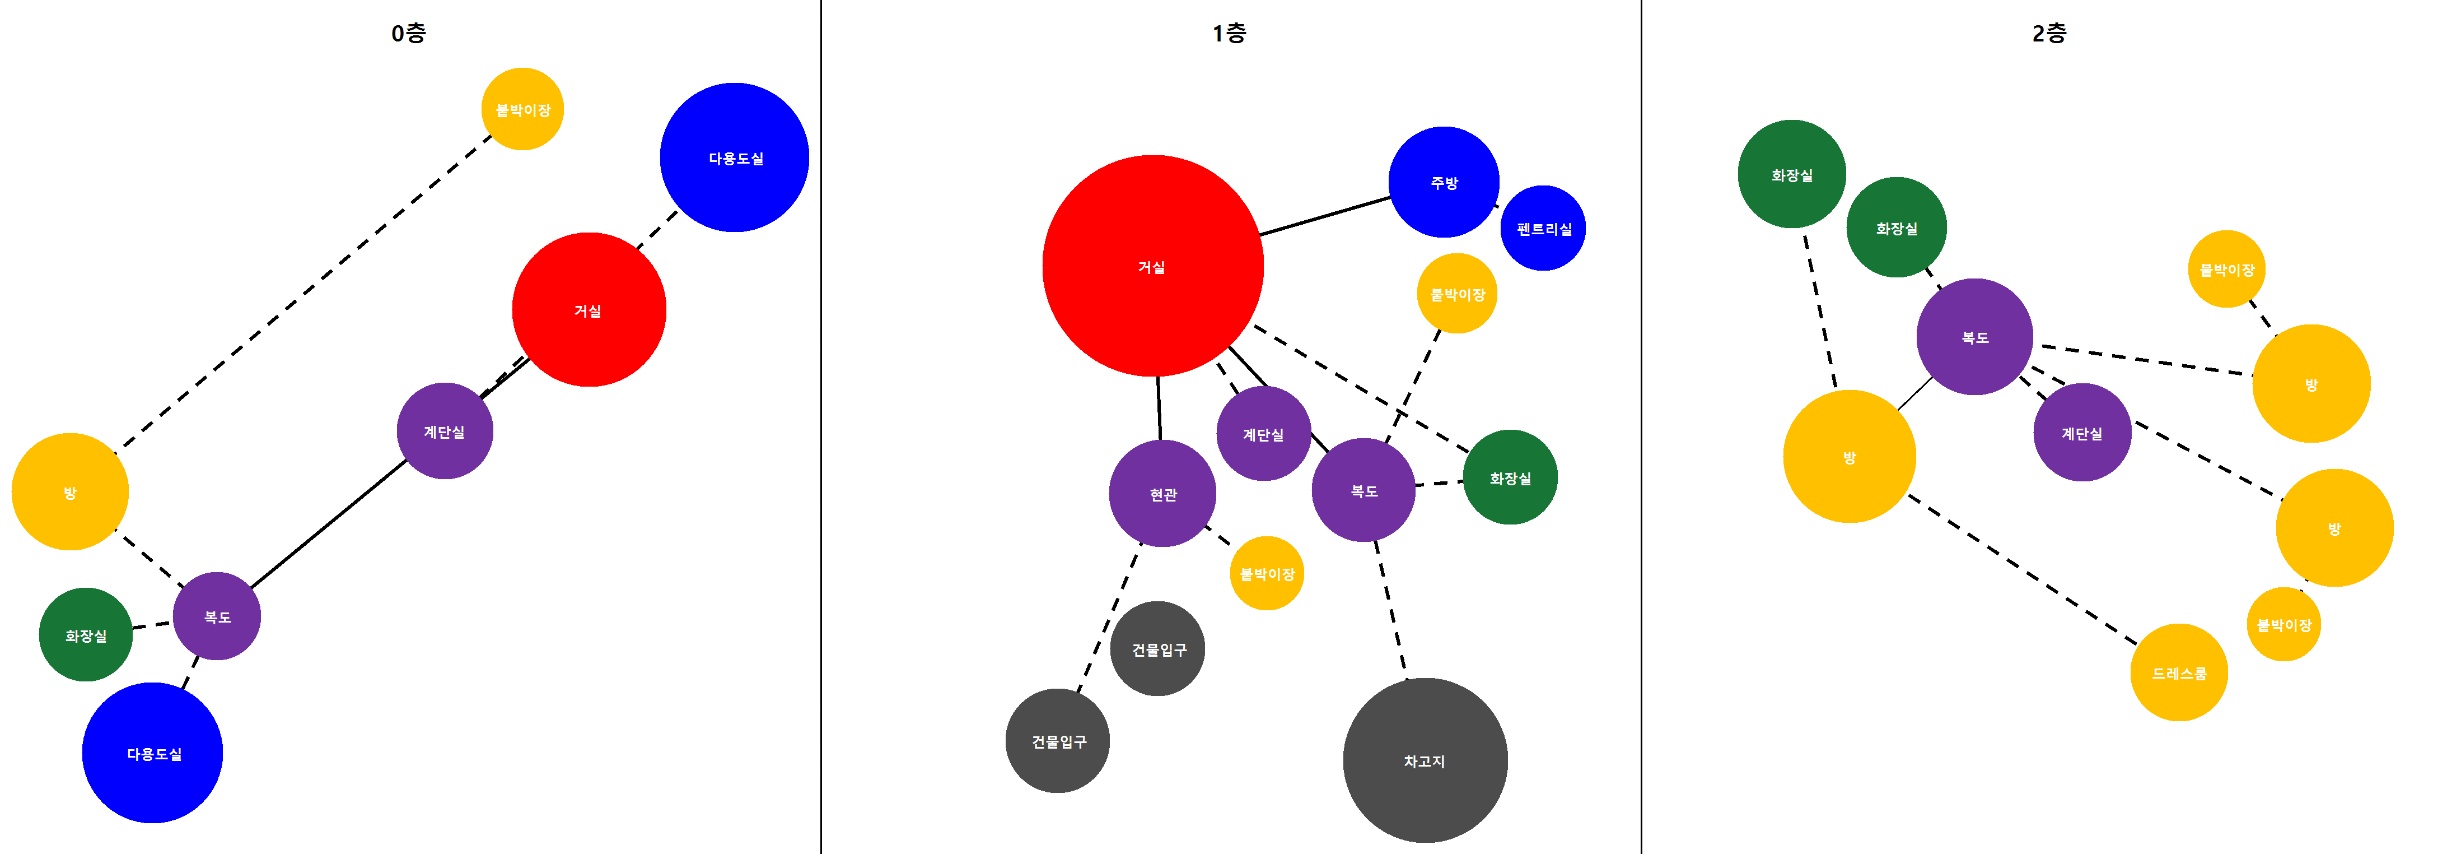 0층
붙박이장
다용도실
거실
계단실
방
복도
화장실
다용도실
1층
주방
펜트리실
거실
붙박이장
계단실
화장실
현관
복도
붙박이장
건물입구
건물입구
차고지
2층
화장실
화장실
붙박이장
복도
방
계단실
방
방
붙박이장
드레스룸